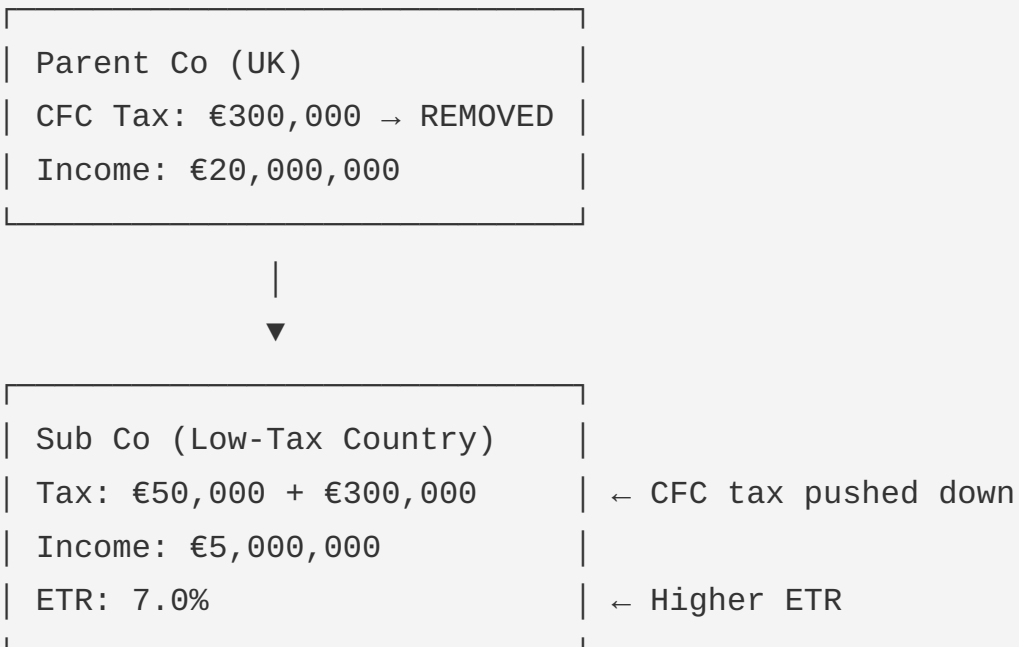 Parent Co (UK)
CFC Tax: €300,000 → REMOVED
Income: €20,000,000
Sub Co (Low-Tax Country)
Tax: €50,000 + €300,000 ← CFC tax pushed down
Income: €5,000,000
ETR: 7.0% ← Higher ETR